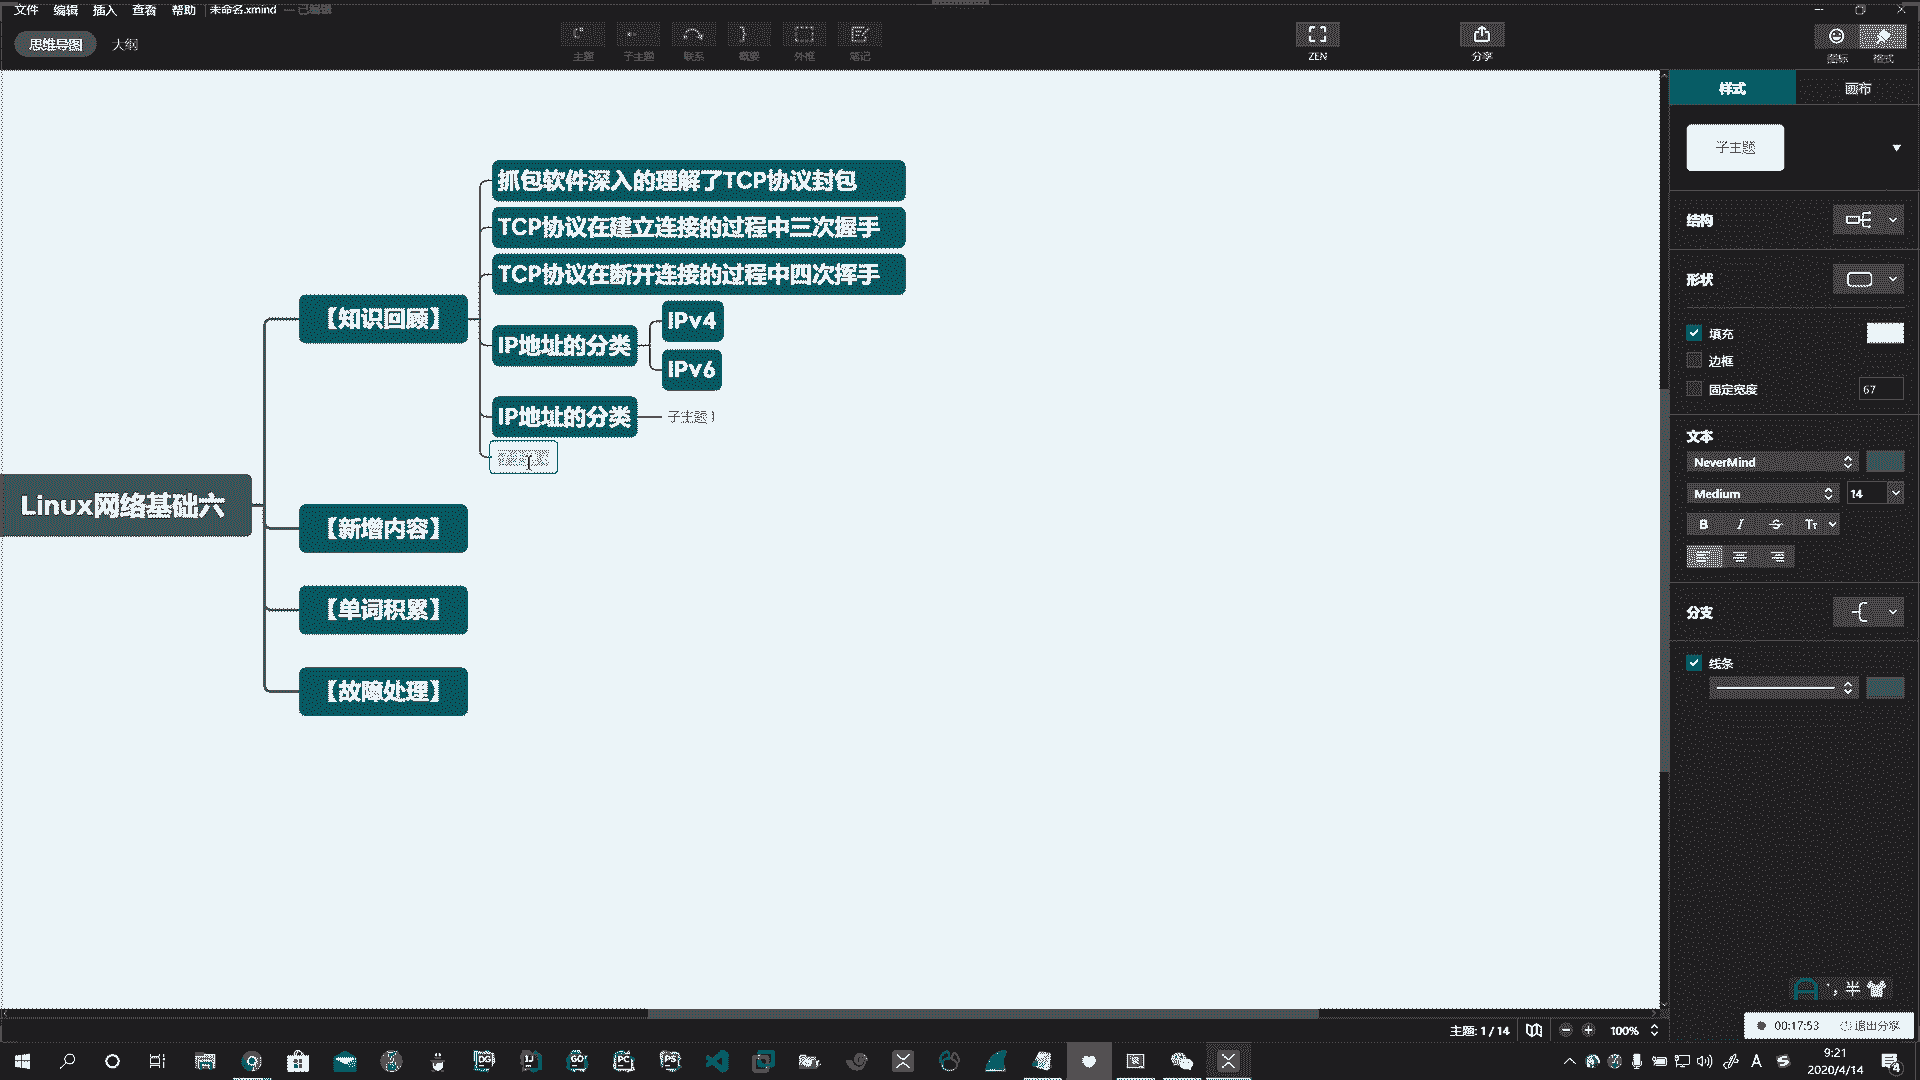 文件 编辑 插入 查看 帮助 未命名.xmind — 已编辑
思维导图 大纲
主题 子主题 联系 概要 外框 笔记 ZEN 分享 图标 格式
样式 画布
子主题
结构
形状
填充
边框
固定宽度 67
文本
NeverMind
Medium 14
B I S Tт
分支
线条
抓包软件深入的理解了TCP协议封包
TCP协议在建立连接的过程中三次握手
TCP协议在断开连接的过程中四次挥手
【知识回顾】
IPv4
IP地址的分类
IPv6
IP地址的分类 子主题 1
Linux网络基础六
【新增内容】
【单词积累】
【故障处理】
半
主题: 1 / 14 100%
00:17:53 退出分享
DG IJ GO PC PS
A
9:21
2020/4/14
4